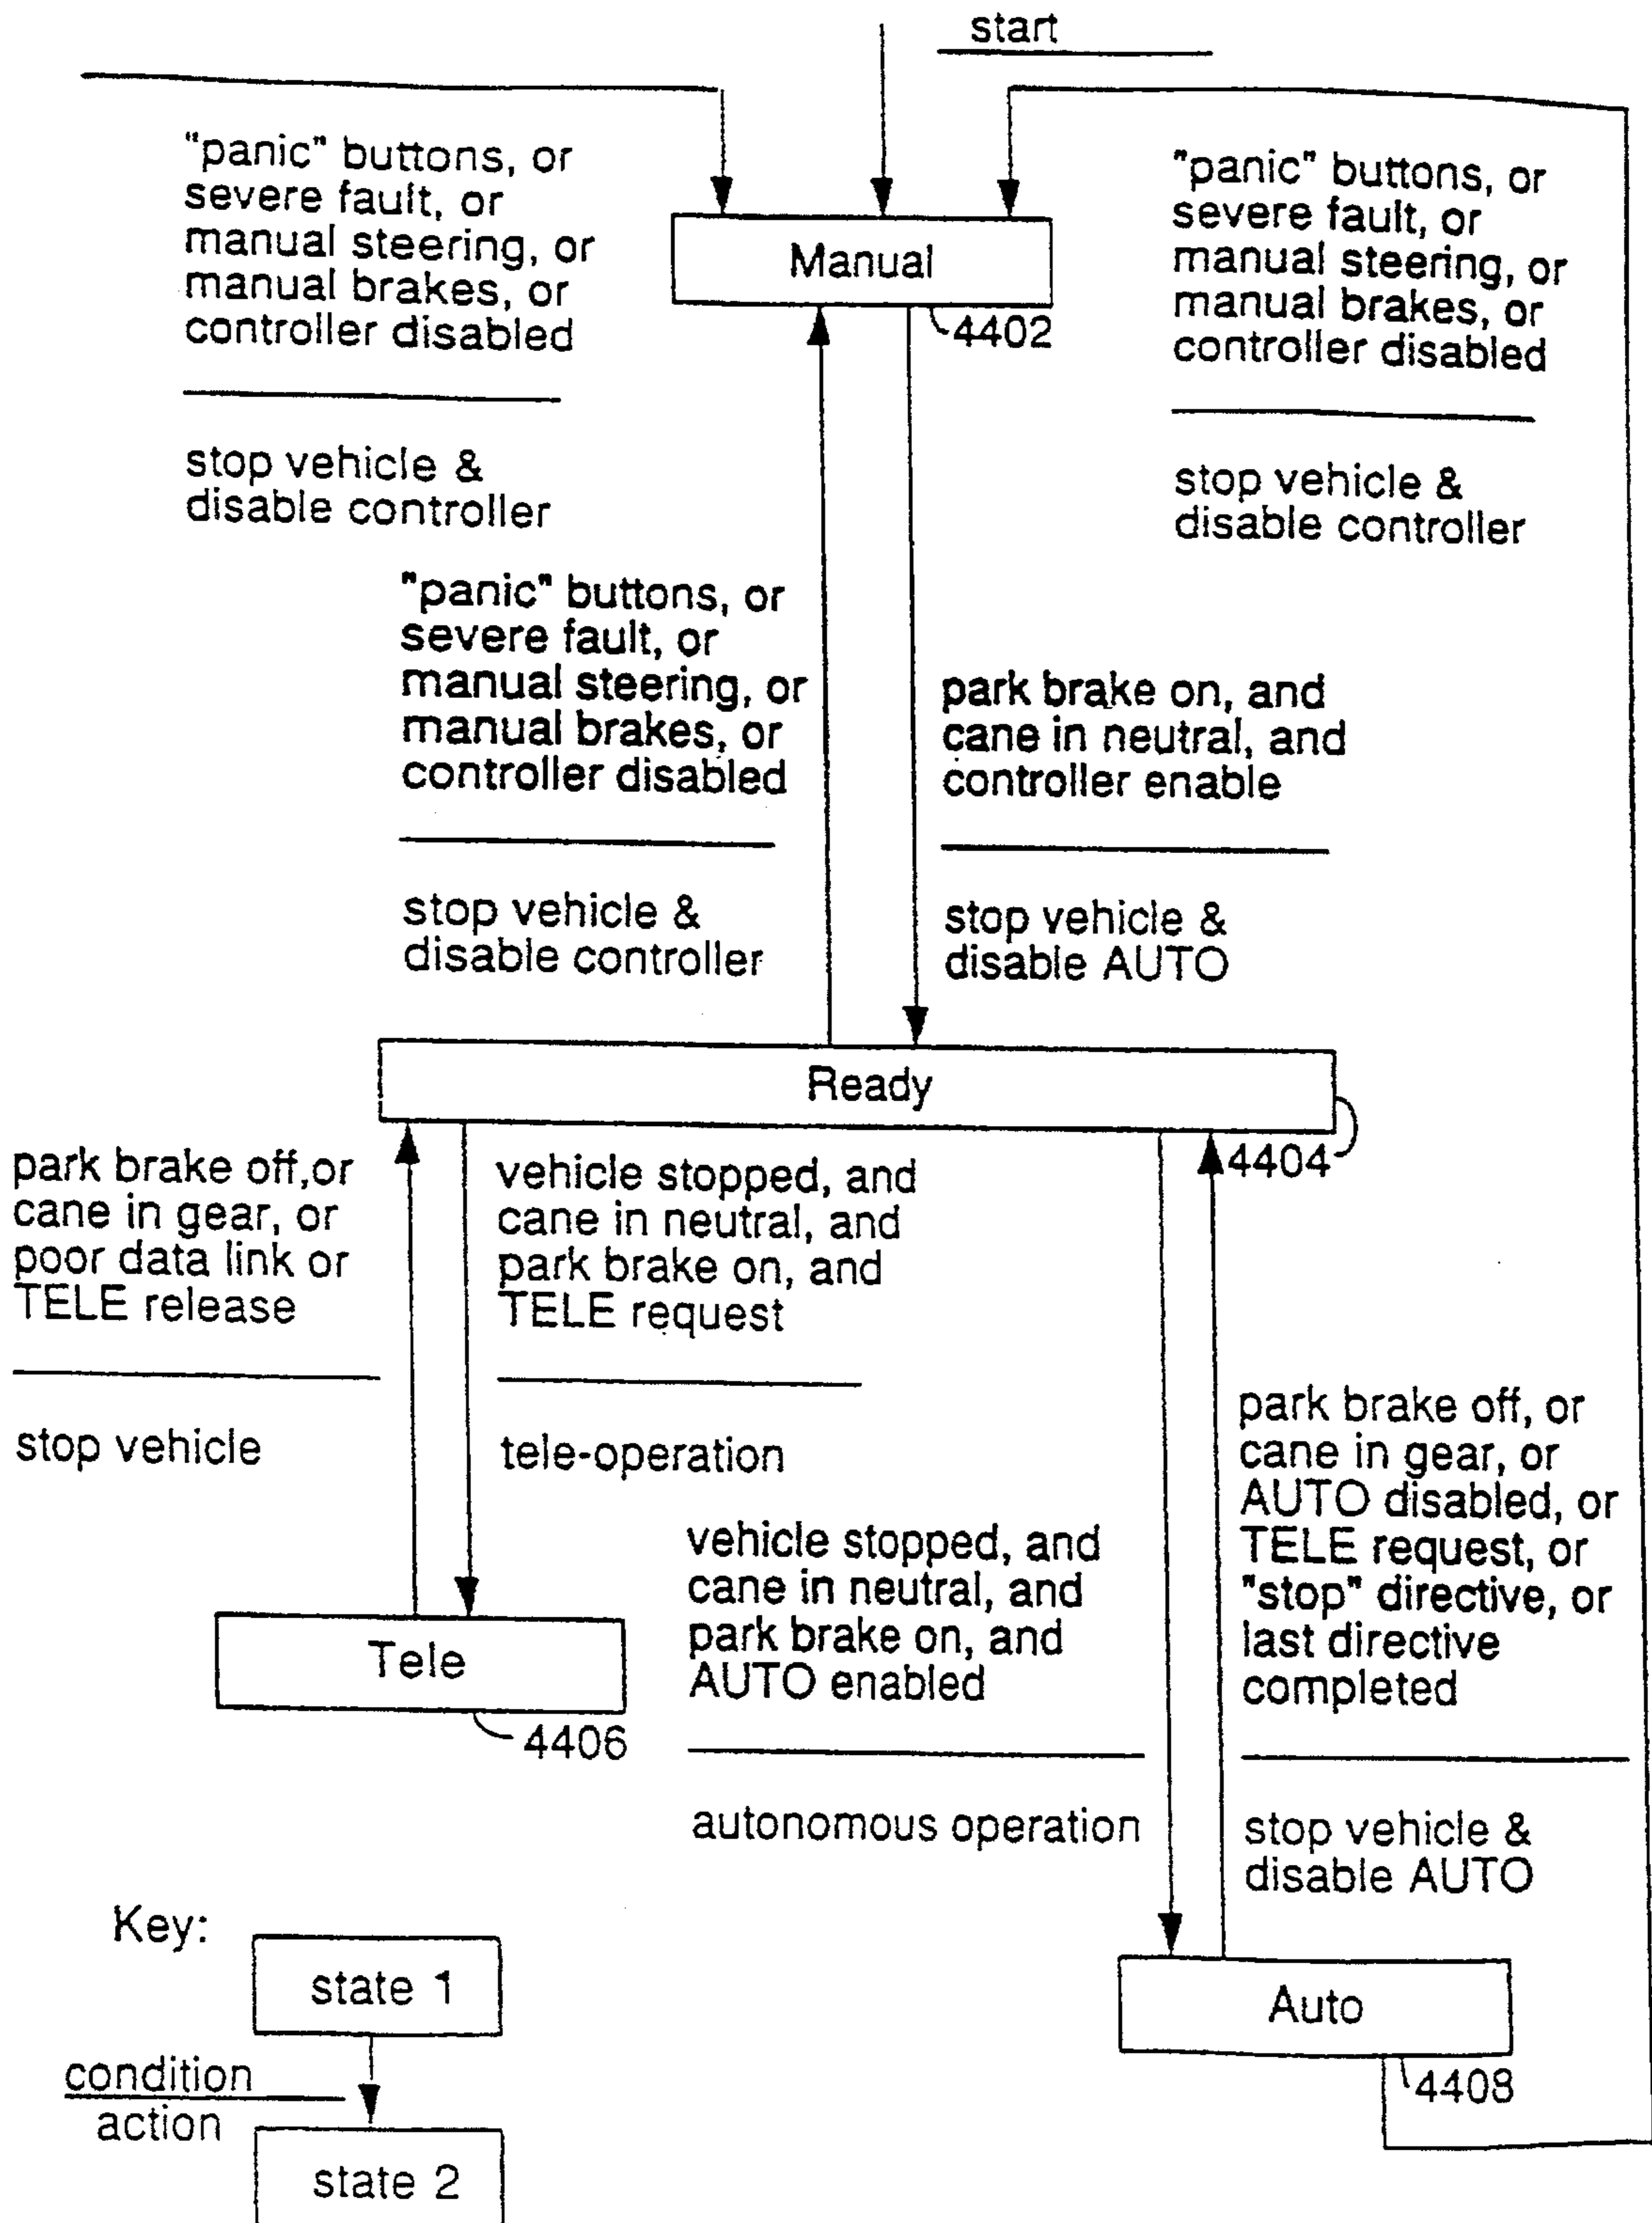 start
"panic" buttons, or
severe fault, or
manual steering, or
manual brakes, or
controller disabled
stop vehicle &
disable controller
Manual
4402
"panic" buttons, or
severe fault, or
manual steering, or
manual brakes, or
controller disabled
stop vehicle &
disable controller
"panic" buttons, or
severe fault, or
manual steering, or
manual brakes, or
controller disabled
stop vehicle &
disable controller
park brake on, and
cane in neutral, and
controller enable
stop vehicle &
disable AUTO
Ready
4404
park brake off,or
cane in gear, or
poor data link or
TELE release
stop vehicle
vehicle stopped, and
cane in neutral, and
park brake on, and
TELE request
tele-operation
Tele
4406
vehicle stopped, and
cane in neutral, and
park brake on, and
AUTO enabled
autonomous operation
park brake off, or
cane in gear, or
AUTO disabled, or
TELE request, or
"stop" directive, or
last directive
completed
stop vehicle &
disable AUTO
Auto
4408
Key:
state 1
condition
action
state 2